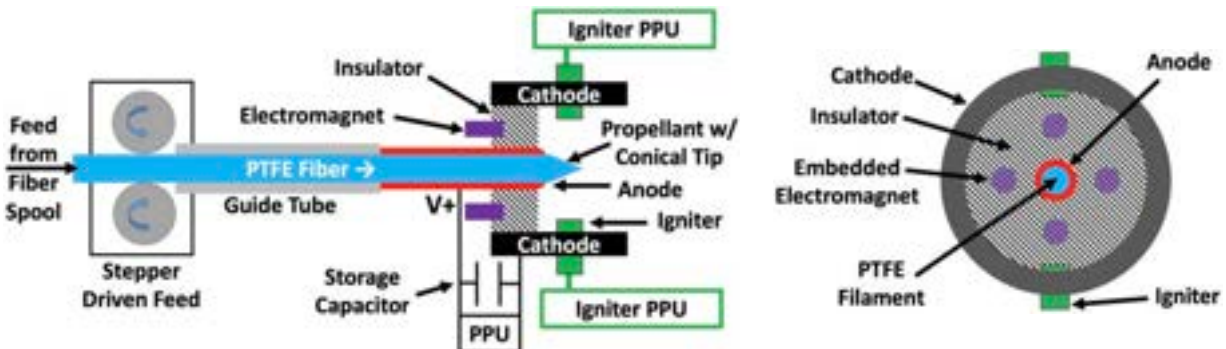 Igniter PPU
Insulator
Cathode
Electromagnet
Feed
from
Fiber
Spool
PTFE Fiber →
Propellant w/
Conical Tip
Guide Tube
V+
Anode
Igniter
Cathode
Stepper
Driven Feed
Storage
Capacitor
Igniter PPU
PPU
Cathode
Anode
Insulator
Embedded
Electromagnet
PTFE
Filament
Igniter